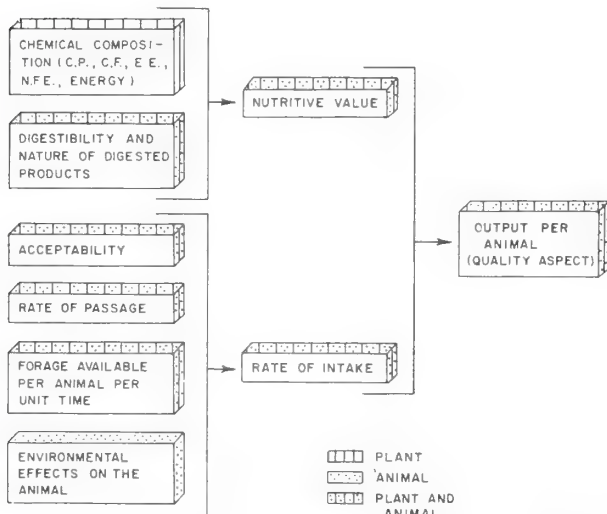 CHEMICAL COMPOSI-
TION (C.P., C.F., E E.,
N.F.E., ENERGY)
DIGESTIBILITY AND
NATURE OF DIGESTED
PRODUCTS
ACCEPTABILITY
RATE OF PASSAGE
FORAGE AVAILABLE
PER ANIMAL PER
UNIT TIME
ENVIRONMENTAL
EFFECTS ON THE
ANIMAL
NUTRITIVE VALUE
RATE OF INTAKE
OUTPUT PER
ANIMAL
(QUALITY ASPECT)
PLANT
ANIMAL
PLANT AND
ANIMAL